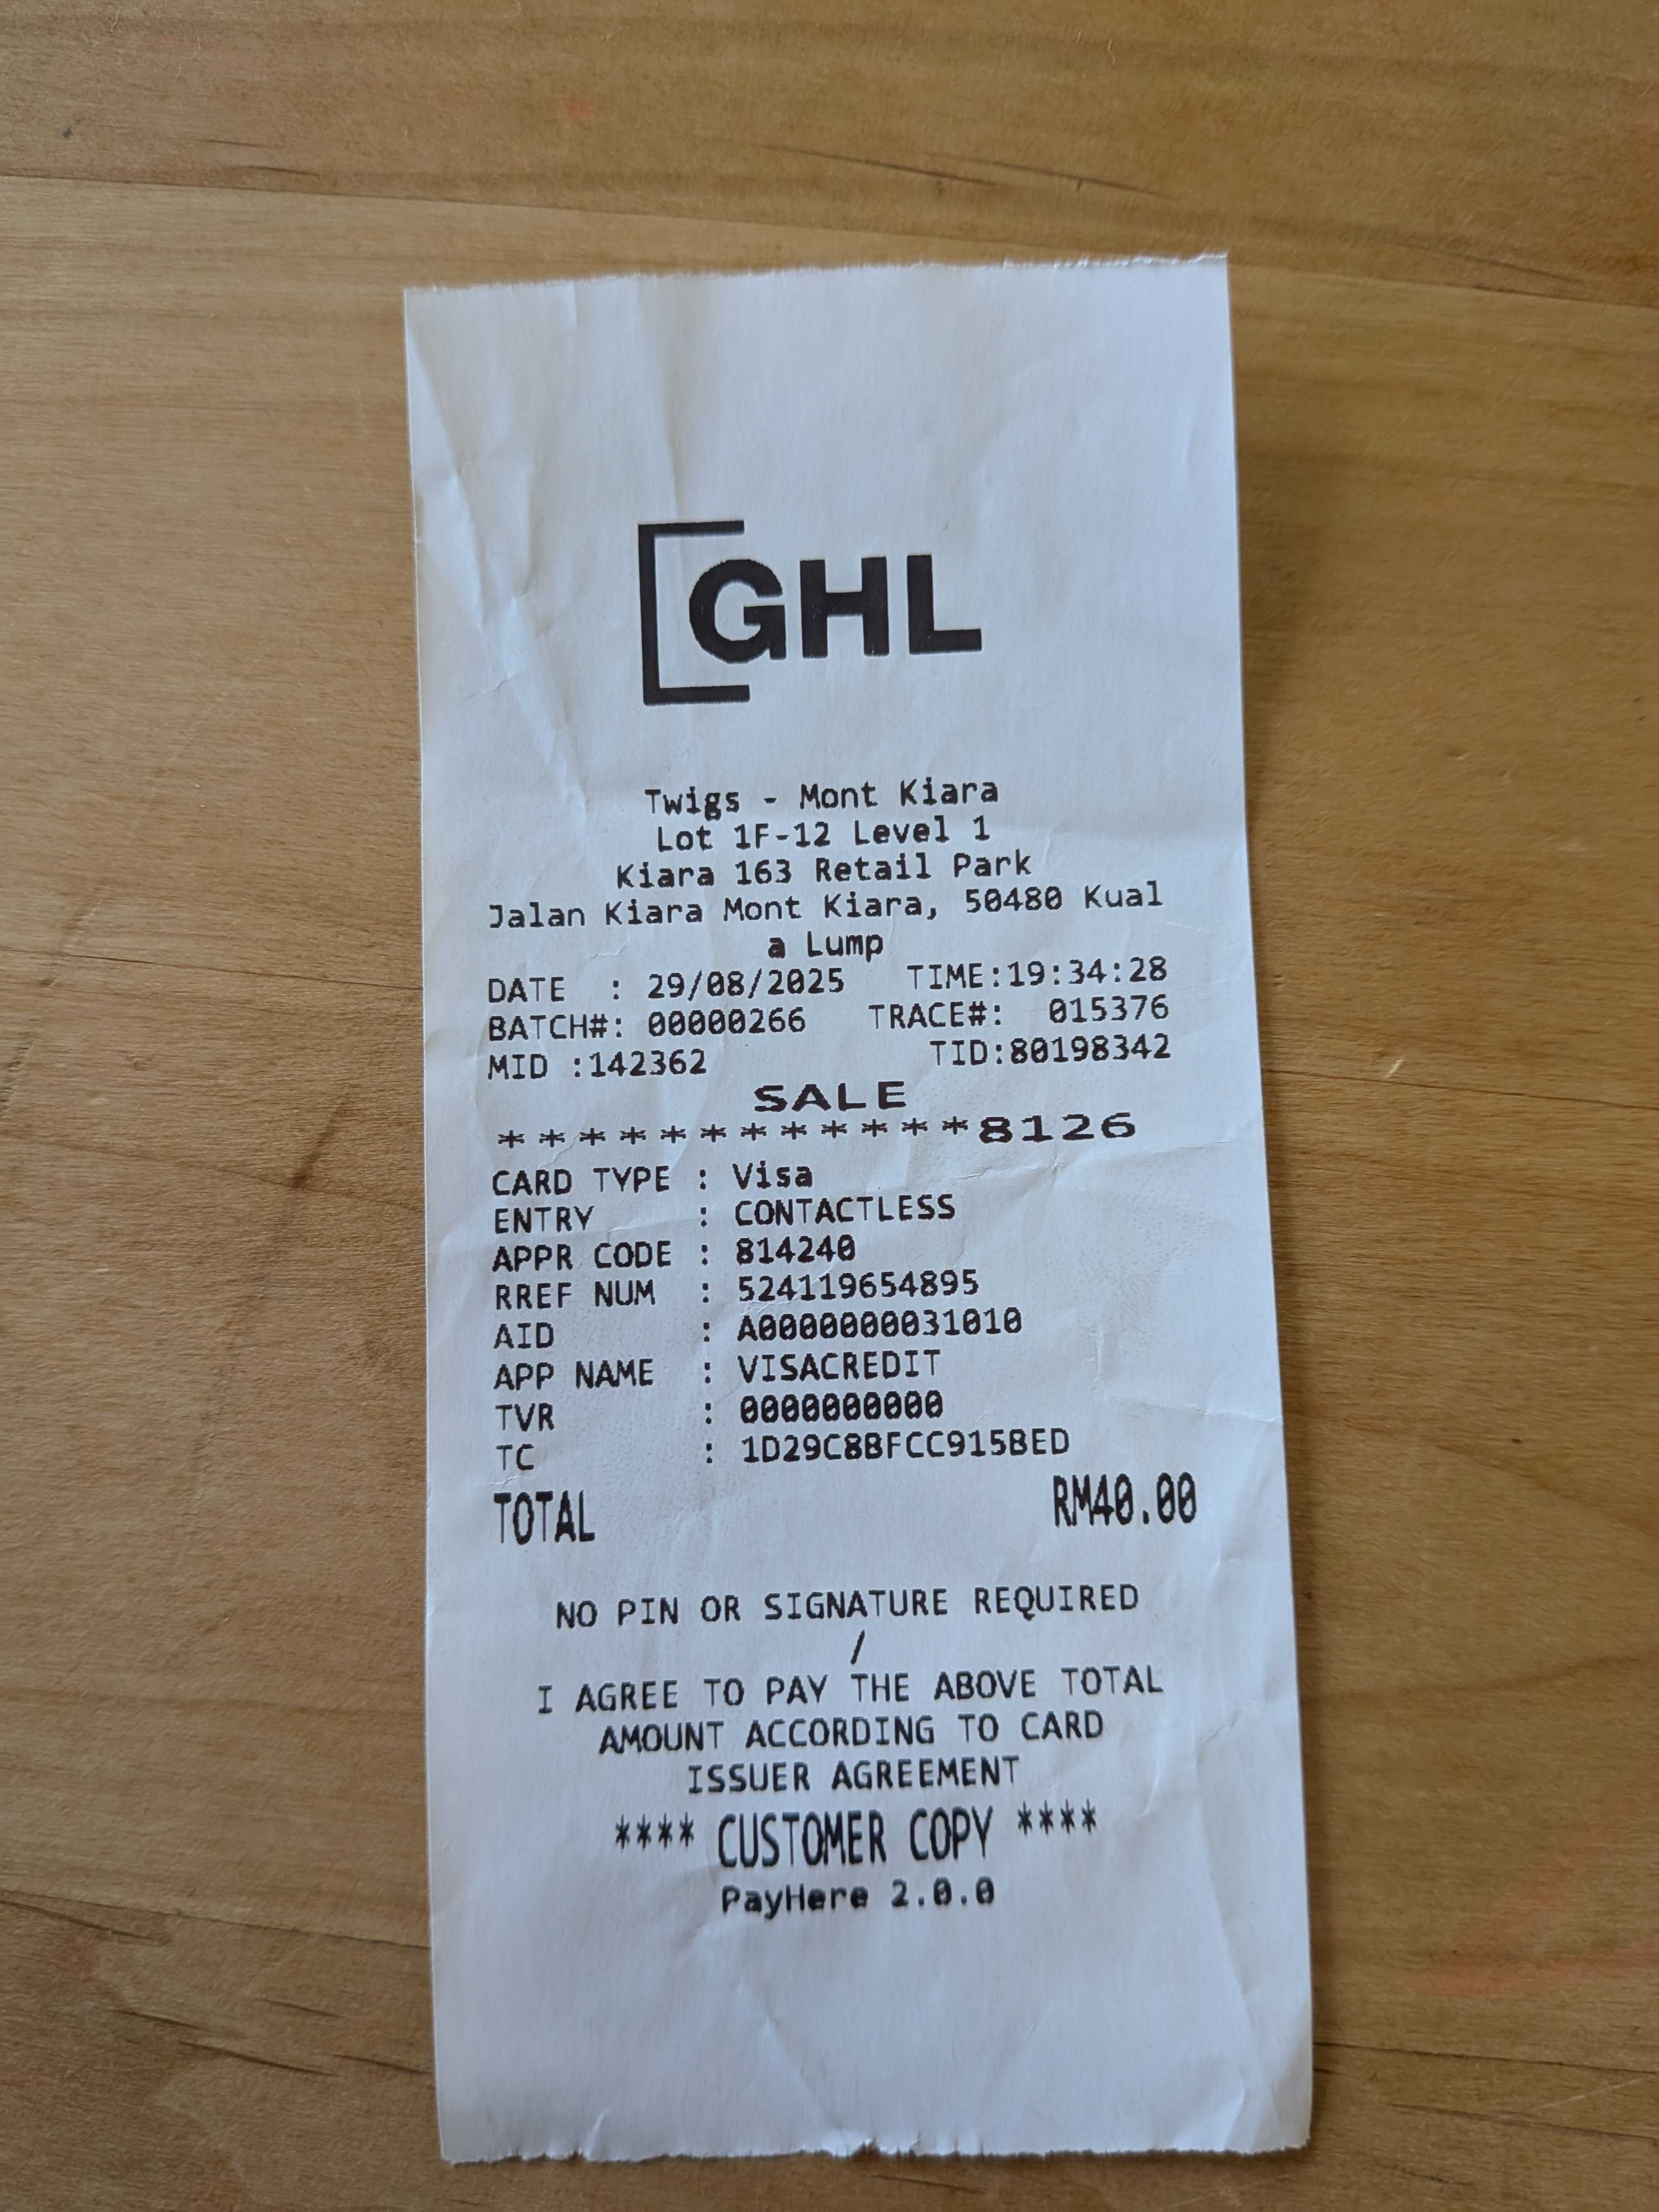 GHL
Twigs - Mont Kiara
Lot 1F-12 Level 1
Kiara 163 Retail Park
Jalan Kiara Mont Kiara, 50480 Kual
a Lump
DATE : 29/08/2025 TIME:19:34:28
BATCH#: 00000266 TRACE#: 015376
MID :142362 TID:80198342
SALE
************8126
CARD TYPE : Visa
ENTRY : CONTACTLESS
APPR CODE : 814240
RREF NUM : 524119654895
AID : A0000000031010
APP NAME : VISACREDIT
TVR : 0000000000
TC : 1D29C8BFCC915BED
TOTAL RM40.00
NO PIN OR SIGNATURE REQUIRED
/
I AGREE TO PAY THE ABOVE TOTAL
AMOUNT ACCORDING TO CARD
ISSUER AGREEMENT
**** CUSTOMER COPY ****
PayHere 2.0.0